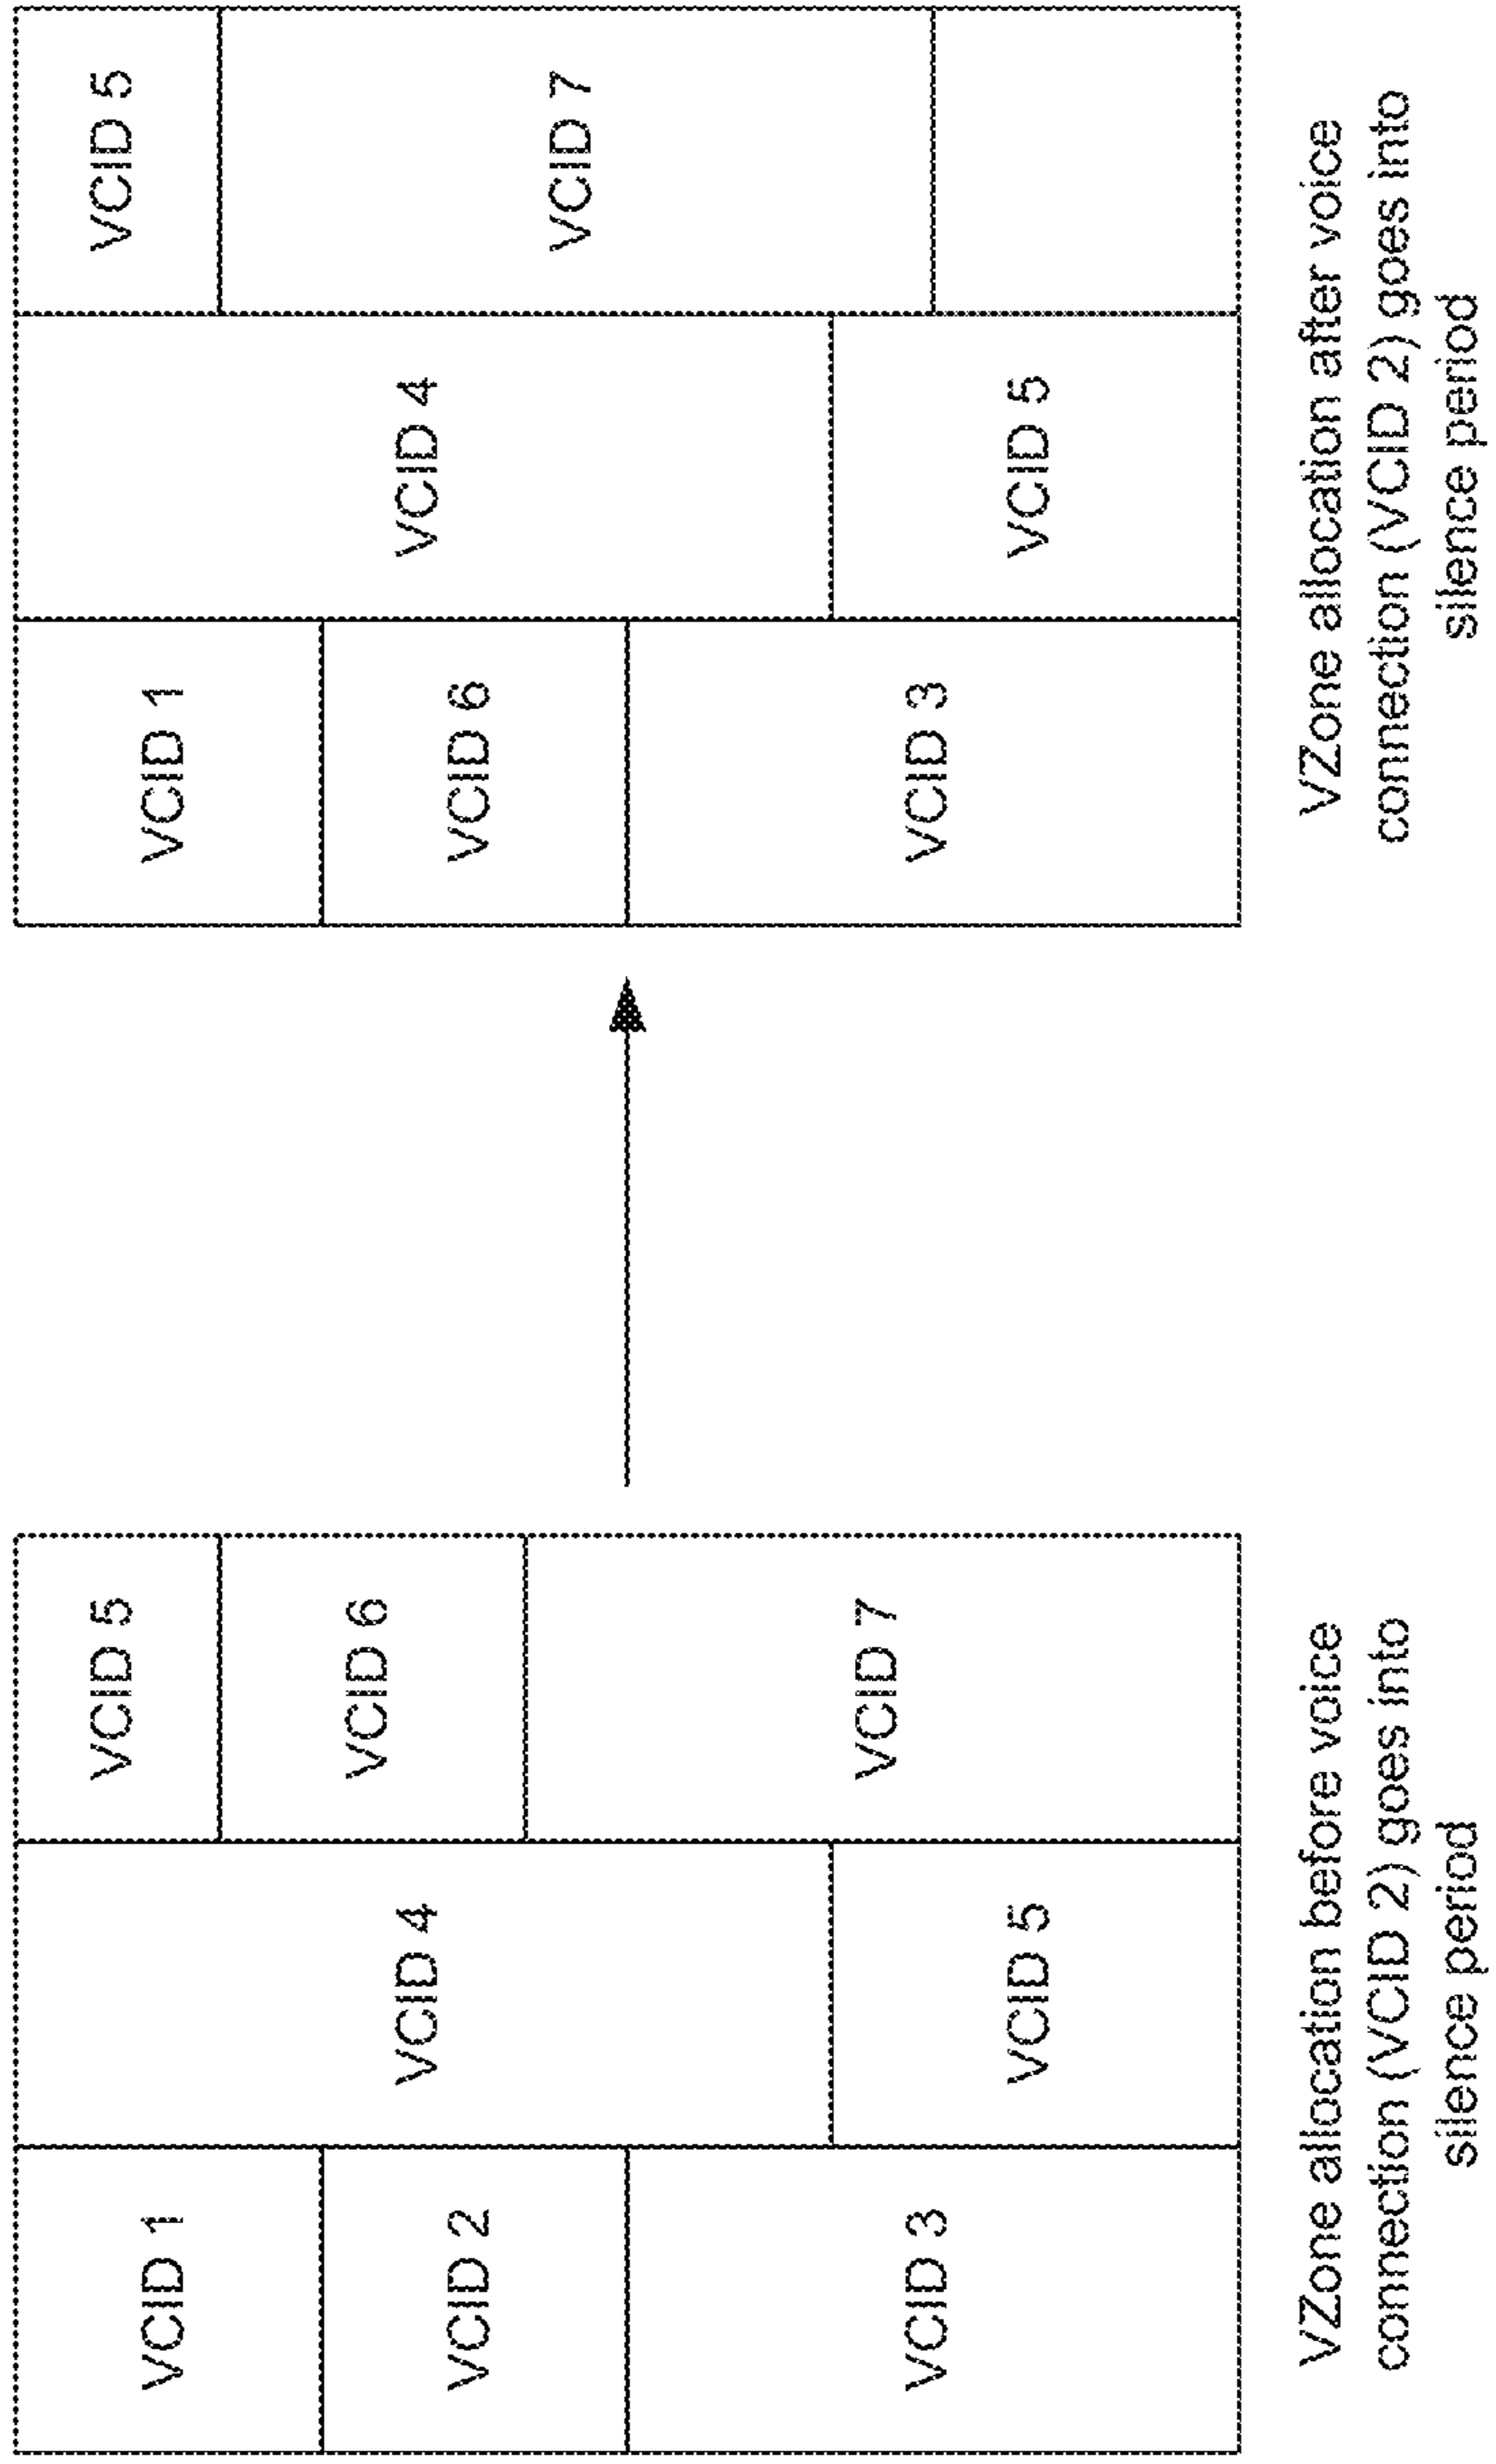 VCID 1
VCID 2
VCID 3
VCID 4
VCID 5
VCID 5
VCID 6
VCID 7
VZone allocation before voice
connection (VCID 2) goes into
silence period
VCID 1
VCID 6
VCID 3
VCID 4
VCID 5
VCID 5
VCID 7
VZone allocation after voice
connection (VCID 2) goes into
silence period